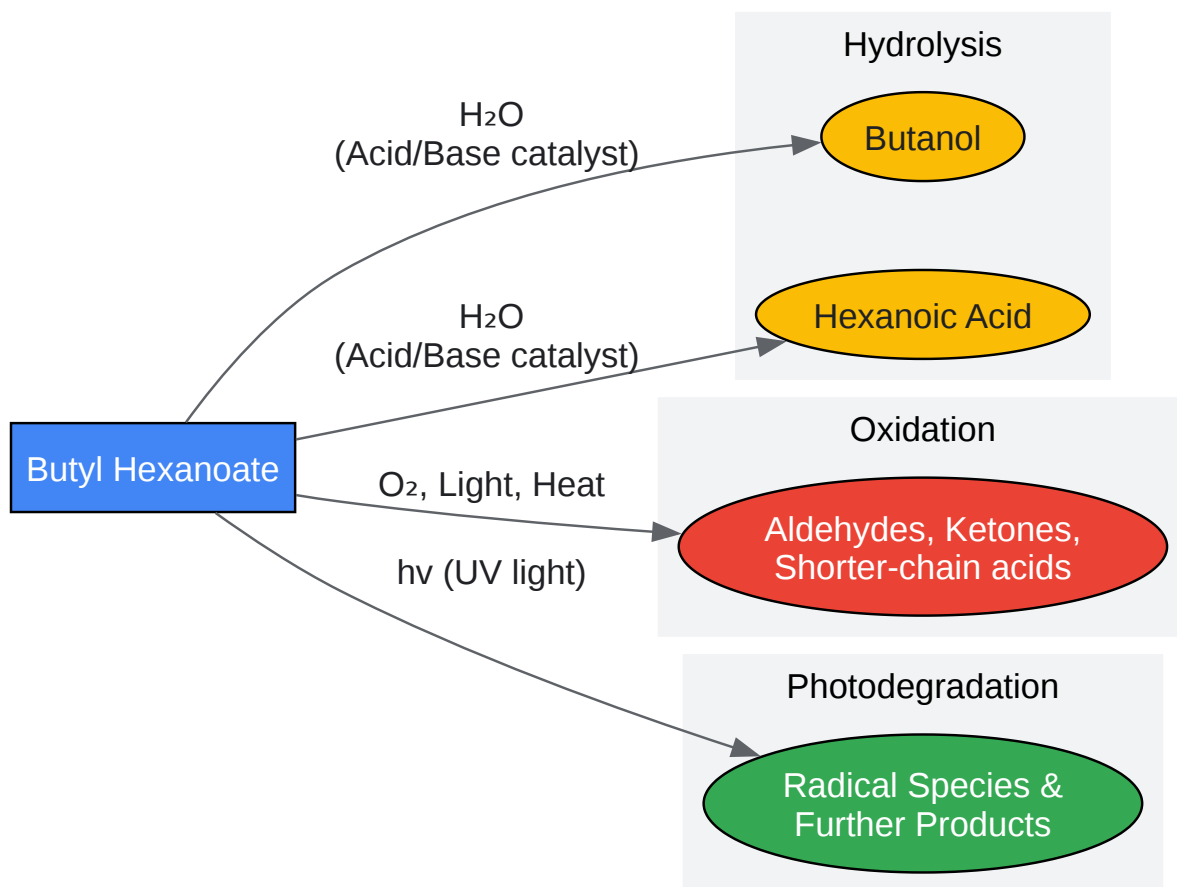 Hydrolysis
H₂O
(Acid/Base catalyst)
Butanol
H₂O
(Acid/Base catalyst)
Hexanoic Acid
Butyl Hexanoate
Oxidation
O₂, Light, Heat
Aldehydes, Ketones,
Shorter-chain acids
hv (UV light)
Photodegradation
Radical Species &
Further Products